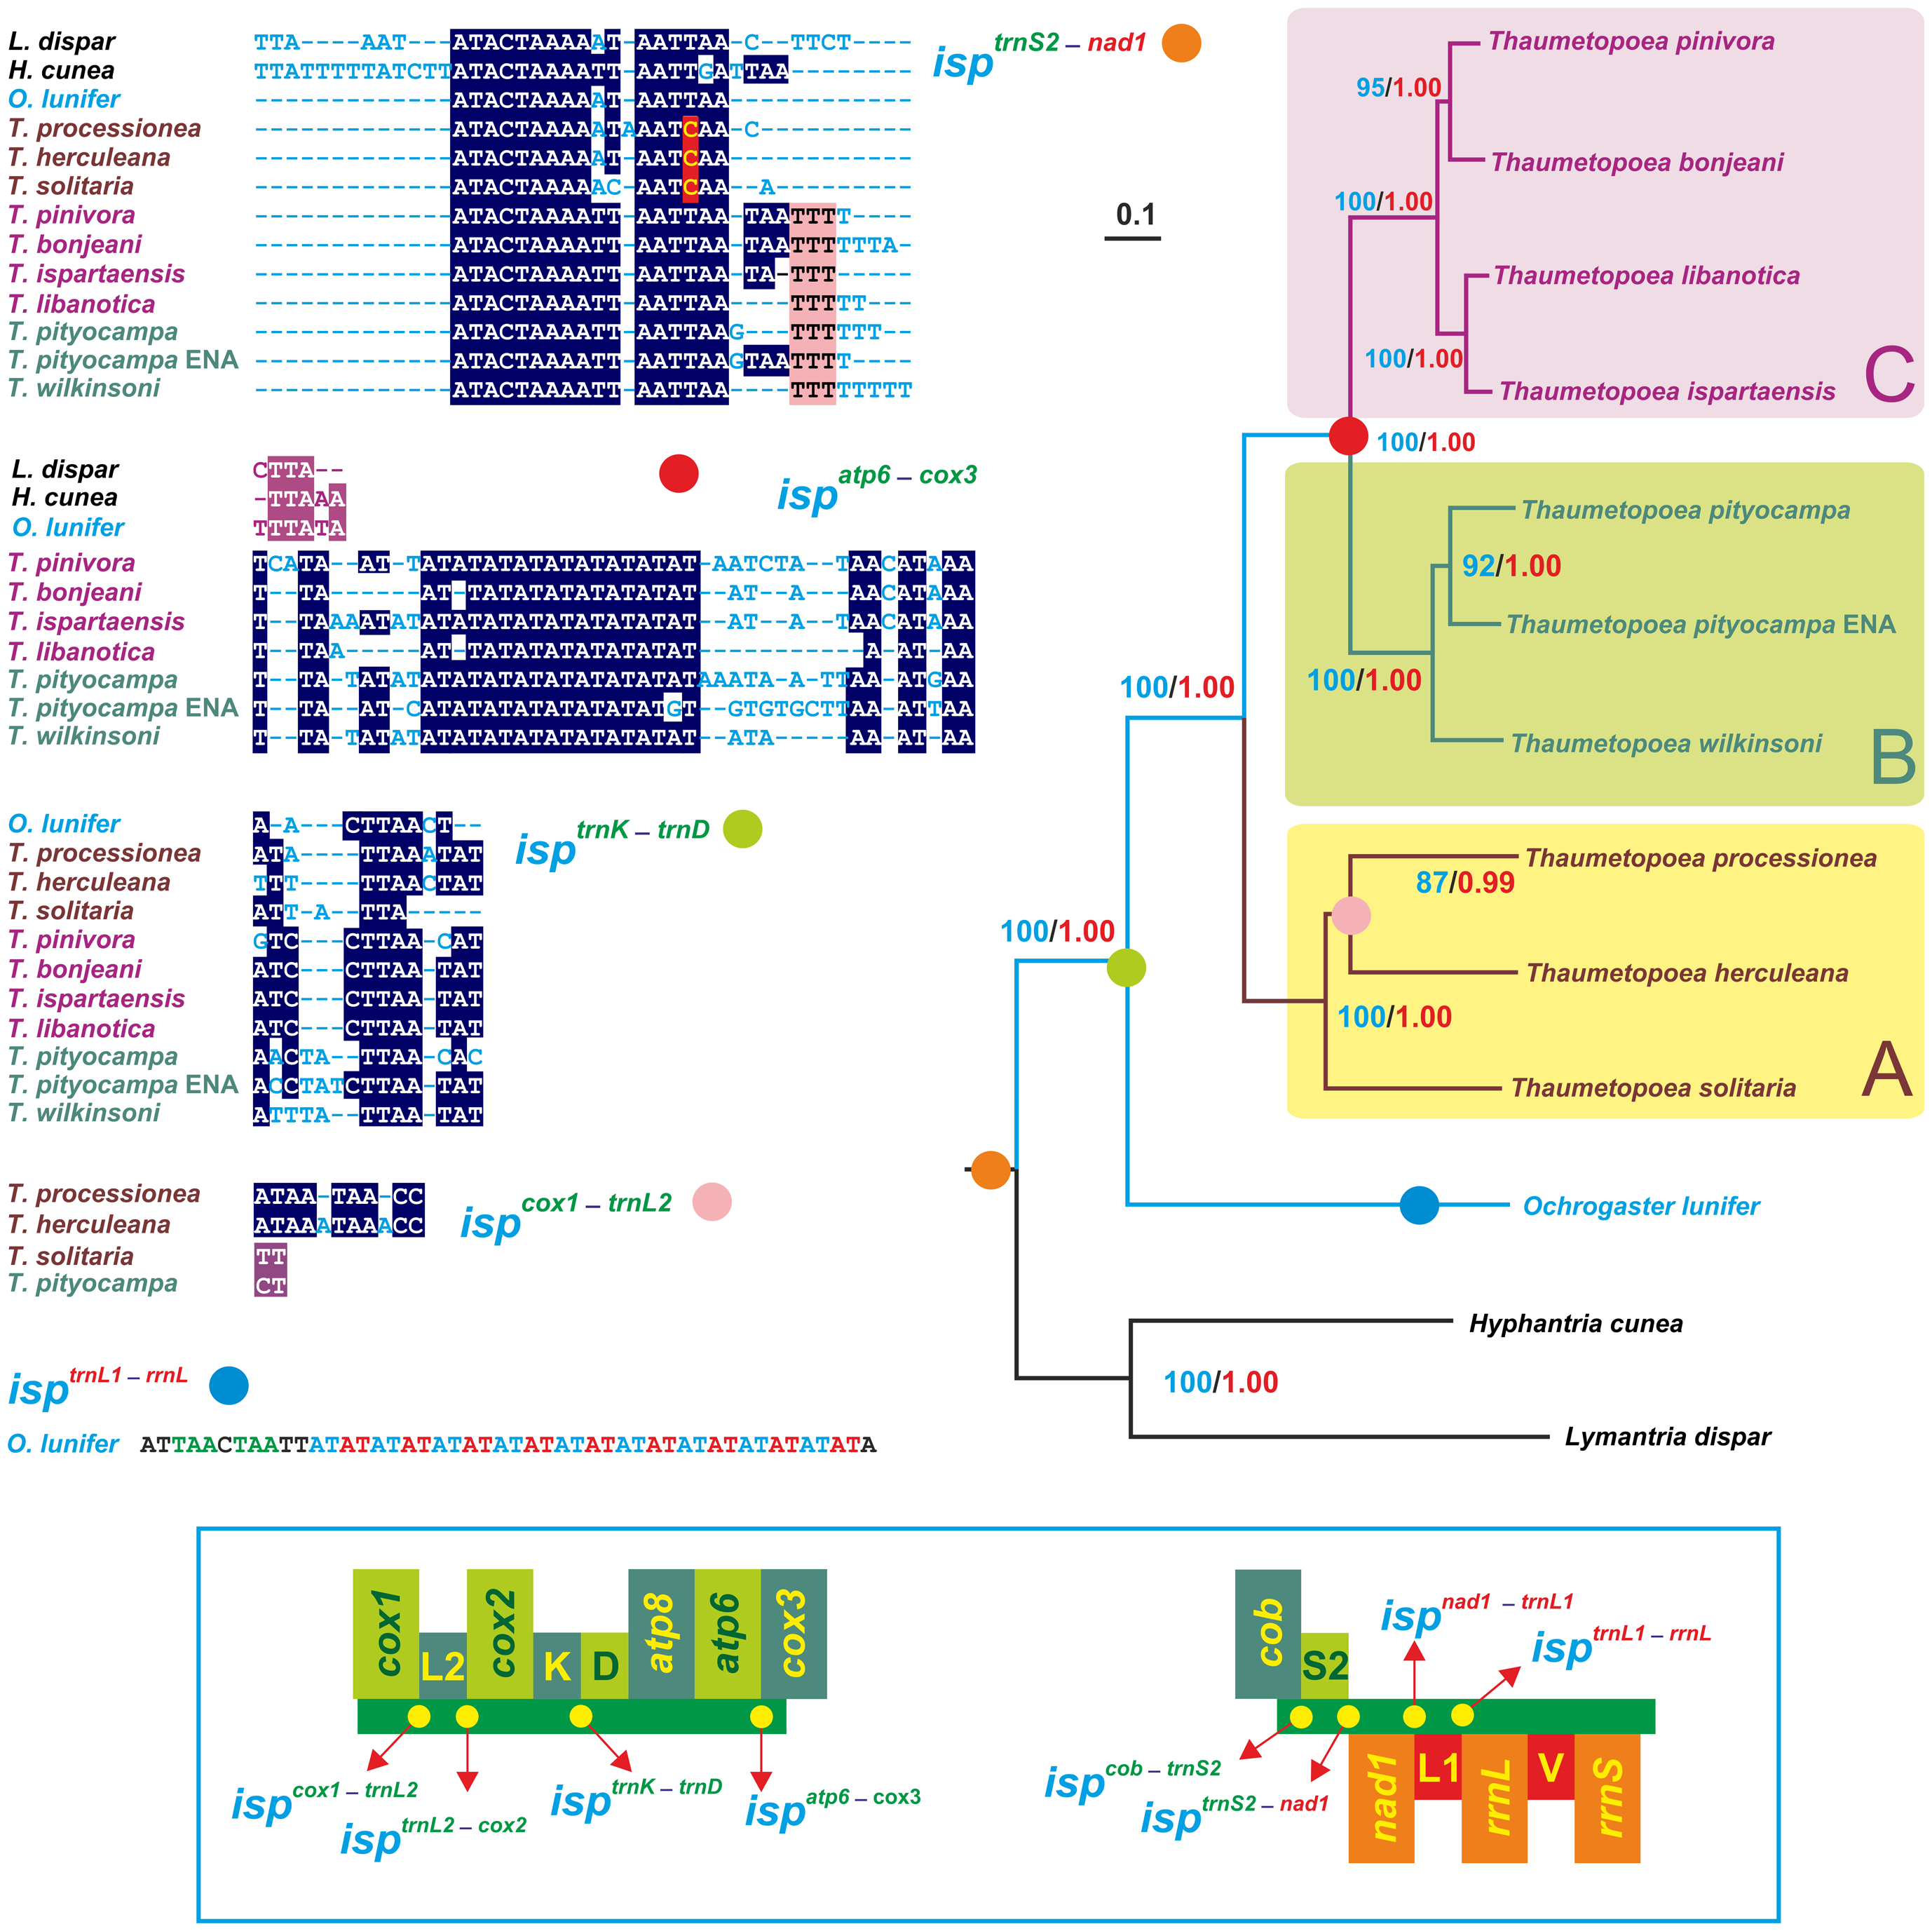 L. dispar TTA----AAT---ATACTAAAAAT-AATTAA-C--TTCT----
H. cunea TTATTTTTATCTTATACTAAAATT-AATTGATTAA--------
O. lunifer -------------ATACTAAAAAT-AATTAA------------
T. processionea -------------ATACTAAAAATAAATCAA-C----------
T. herculeana -------------ATACTAAAAAT-AATCAA------------
T. solitaria -------------ATACTAAAAAC-AATCAA--A---------
T. pinivora -------------ATACTAAAATT-AATTAA-TAATTTT----
T. bonjeani -------------ATACTAAAATT-AATTAA-TAATTTTTTA-
T. ispartaensis -------------ATACTAAAATT-AATTAA-TA-TTT-----
T. libanotica -------------ATACTAAAATT-AATTAA----TTTTT---
T. pityocampa -------------ATACTAAAATT-AATTAAG---TTTTTT--
T. pityocampa ENA -------------ATACTAAAATT-AATTAAGTAATTTT----
T. wilkinsoni -------------ATACTAAAATT-AATTAA----TTTTTTTT
isp trnS2 – nad1
L. dispar CTTA--
H. cunea -TTAAA
O. lunifer TTTATA
isp atp6 – cox3
T. pinivora TCATA--AT-TATATATATATATATATAT-AATCTA--TAACATAAA
T. bonjeani T--TA------AT-TATATATATATATAT--AT--A---AACATAAA
T. ispartaensis T--TAAAATATATATATATATATATATAT--AT--A-TAACATAAA
T. libanotica T--TAA-----AT-TATATATATATATAT-----------A-AT-AA
T. pityocampa T--TA-TATATATATATATATATATATATAAATA-A-TTAA-ATGAA
T. pityocampa ENA T--TA--AT-CATATATATATATATATGT--GTGTGCTTAA-ATTAA
T. wilkinsoni T--TA-TATATATATATATATATATATAT--ATA-----AA-AT-AA
O. lunifer A-A---CTTAACT--
T. processionea ATA----TTAAATAT
T. herculeana TTT----TTAACTAT
T. solitaria ATT-A--TTA-----
T. pinivora GTC---CTTAA-CAT
T. bonjeani ATC---CTTAA-TAT
T. ispartaensis ATC---CTTAA-TAT
T. libanotica ATC---CTTAA-TAT
T. pityocampa AACTA--TTAA-CAC
T. pityocampa ENA ACCTATCTTAA-TAT
T. wilkinsoni ATTTA--TTAA-TAT
isp trnK – trnD
T. processionea ATAA-TAA-CC
T. herculeana ATAAATAAACC
T. solitaria TT
T. pityocampa CT
isp cox1 – trnL2
isp trnL1 – rrnL
O. lunifer ATTAACTAATTATATATATATATATATATATATATATATATATATATA
0.1
Thaumetopoea pinivora
95/1.00
Thaumetopoea bonjeani
100/1.00
Thaumetopoea libanotica
100/1.00
Thaumetopoea ispartaensis
C
100/1.00
Thaumetopoea pityocampa
92/1.00
Thaumetopoea pityocampa ENA
100/1.00
100/1.00
Thaumetopoea wilkinsoni
B
Thaumetopoea processionea
87/0.99
100/1.00
Thaumetopoea herculeana
100/1.00
Thaumetopoea solitaria
A
Ochrogaster lunifer
Hyphantria cunea
100/1.00
Lymantria dispar
cox1 L2 cox2 K D atp8 atp6 cox3
isp cox1 – trnL2
isp trnL2 – cox2
isp trnK – trnD
isp atp6 – cox3
cob S2
isp nad1 – trnL1
isp trnL1 – rrnL
isp cob – trnS2
isp trnS2 – nad1
nad1 L1 rrnL V rrnS